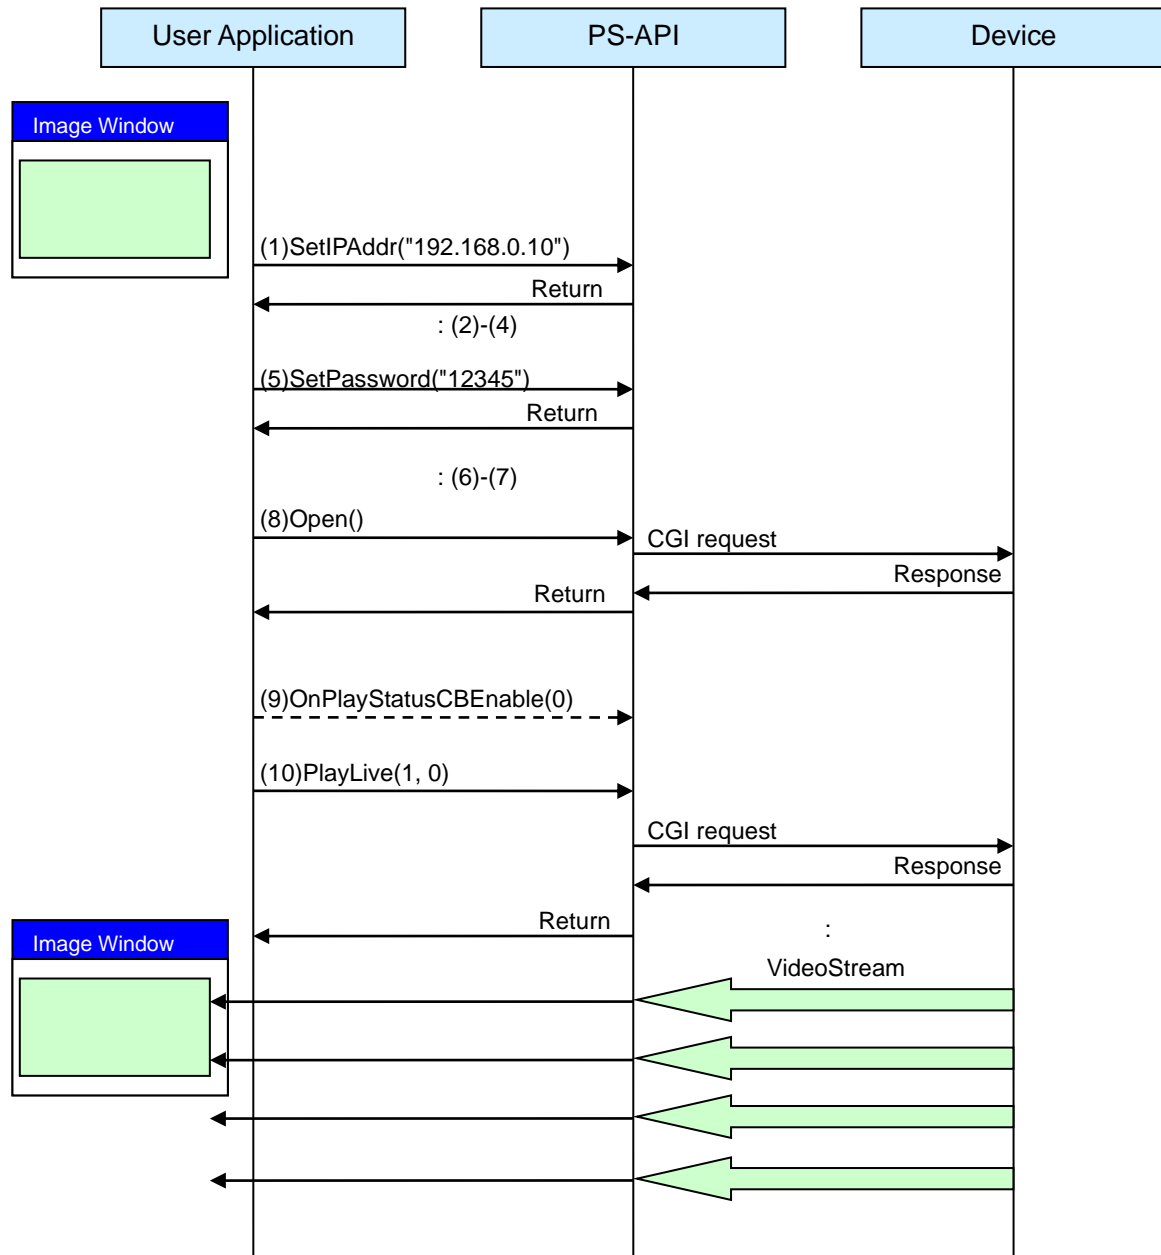 User Application
PS-API
Device
Image Window
(1)SetIPAddr("192.168.0.10")
Return
: (2)-(4)
(5)SetPassword("12345")
Return
: (6)-(7)
(8)Open()
CGI request
Response
Return
(9)OnPlayStatusCBEnable(0)
(10)PlayLive(1, 0)
CGI request
Response
Return
:
Image Window
VideoStream